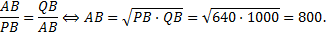 AB/PB = QB/AB ⇔ AB = √(PB · QB) = √(640 · 1000) = 800.